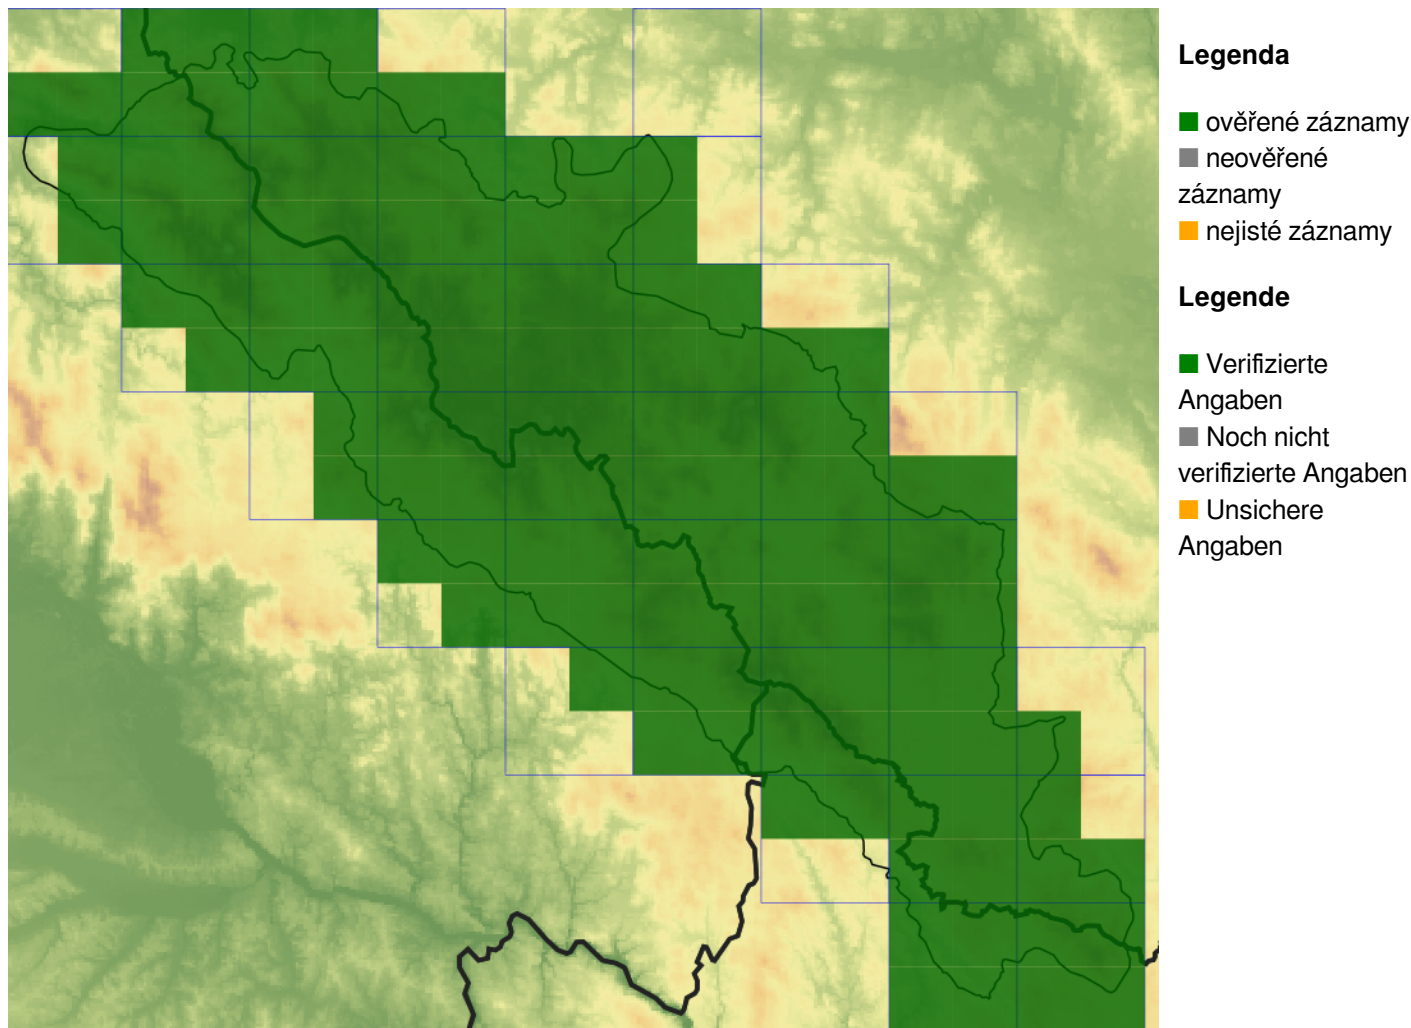 Legenda
ověřené záznamy
neověřené
záznamy
nejisté záznamy
Legende
Verifizierte
Angaben
Noch nicht
verifizierte Angaben
Unsichere
Angaben